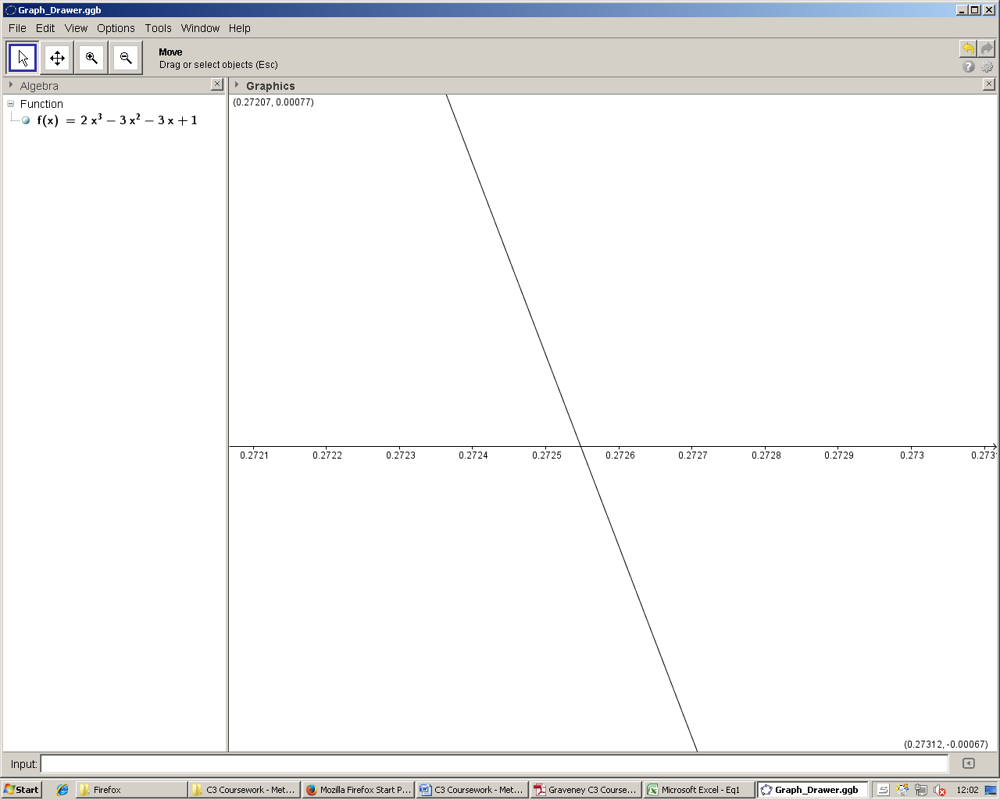 Graph_Drawer.ggb
File Edit View Options Tools Window Help
Move
Drag or select objects (Esc)
Algebra
Graphics
Function
f(x) = 2 x³ − 3 x² − 3 x + 1
(0.27207, 0.00077)
0.2721 0.2722 0.2723 0.2724 0.2725 0.2726 0.2727 0.2728 0.2729 0.273 0.273
(0.27312, -0.00067)
Input:
Start Firefox C3 Coursework - Met... Mozilla Firefox Start P... C3 Coursework - Met... Graveney C3 Course... Microsoft Excel - Eq1 Graph_Drawer.ggb 12:02